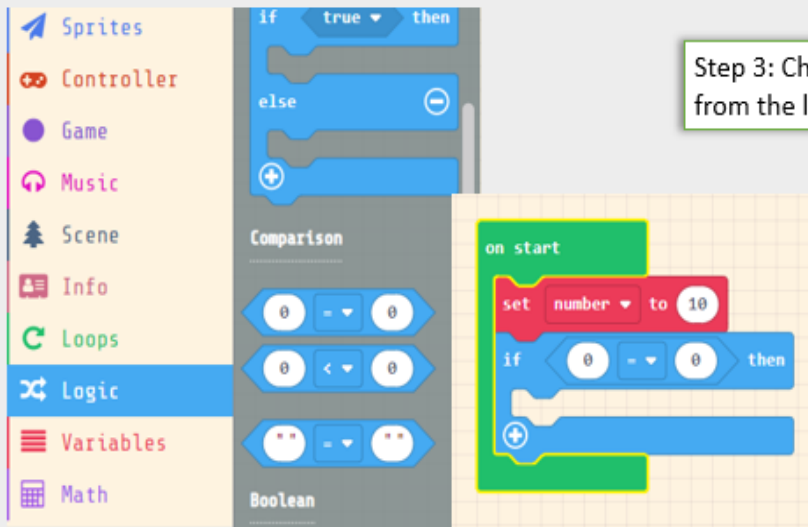 Sprites
Controller
Game
Music
Scene
Info
Loops
Logic
Variables
Math
if true then
else
Comparison
0 = 0
0 < 0
" " = " "
Boolean
Step 3: Ch
from the l
on start
set number to 10
if 0 = 0 then